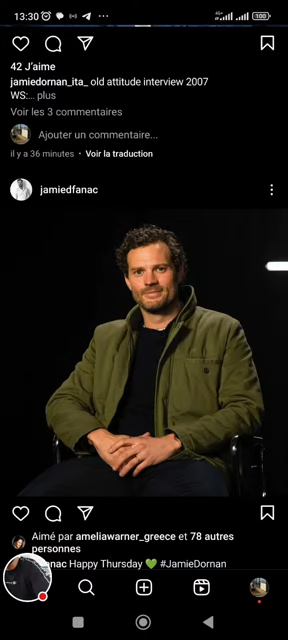 13:30
100
42 J'aime
jamiedornan_ita_ old attitude interview 2007
WS:... plus
Voir les 3 commentaires
Ajouter un commentaire...
il y a 36 minutes • Voir la traduction
jamiedfanac
Aimé par ameliawarner_greece et 78 autres
personnes
nac Happy Thursday 💚 #JamieDornan